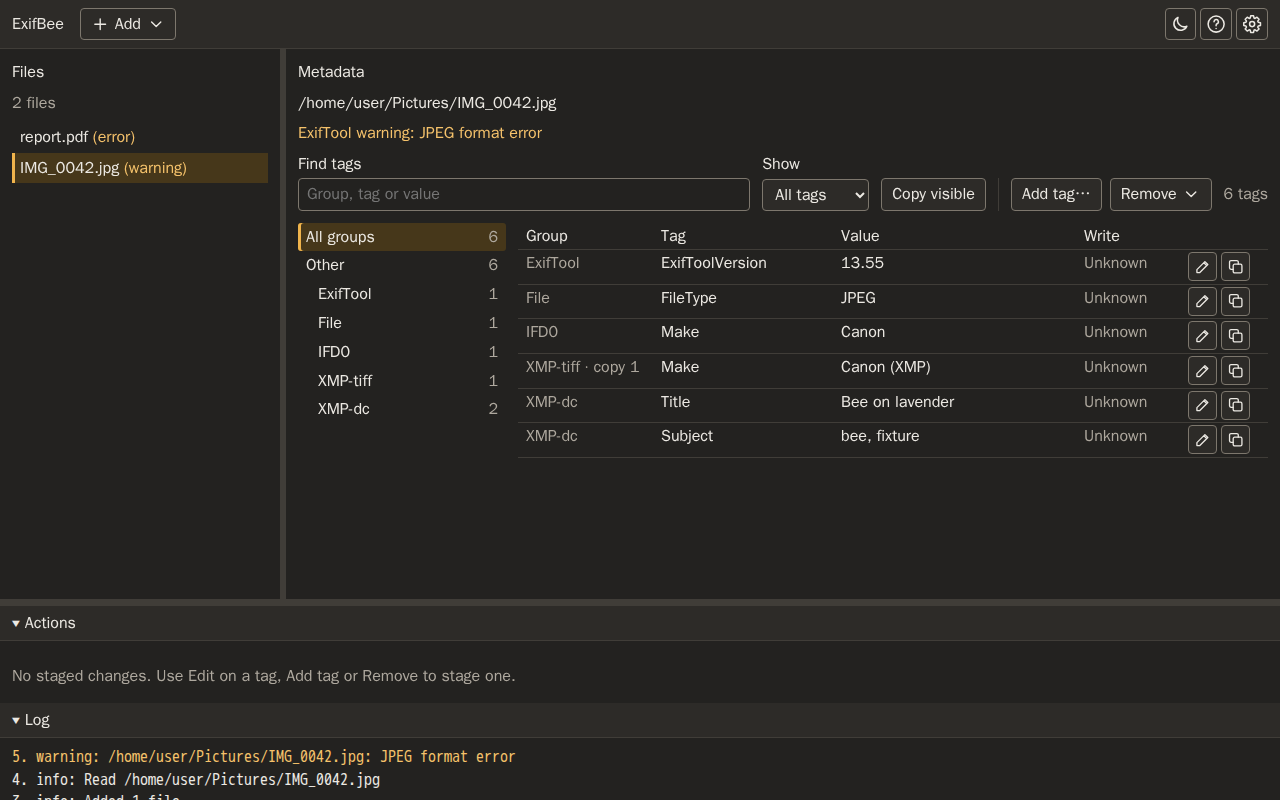 ExifBee
Add
Files
2 files
report.pdf (error)
IMG_0042.jpg (warning)
Metadata
/home/user/Pictures/IMG_0042.jpg
ExifTool warning: JPEG format error
Find tags
Show
Group, tag or value
All tags
Copy visible
Add tag···
Remove
6 tags
All groups 6
Other 6
ExifTool 1
File 1
IFD0 1
XMP-tiff 1
XMP-dc 2
Group Tag Value Write
ExifTool ExifToolVersion 13.55 Unknown
File FileType JPEG Unknown
IFD0 Make Canon Unknown
XMP-tiff · copy 1 Make Canon (XMP) Unknown
XMP-dc Title Bee on lavender Unknown
XMP-dc Subject bee, fixture Unknown
Actions
No staged changes. Use Edit on a tag, Add tag or Remove to stage one.
Log
5. warning: /home/user/Pictures/IMG_0042.jpg: JPEG format error
4. info: Read /home/user/Pictures/IMG_0042.jpg
3. info: Added 1 file